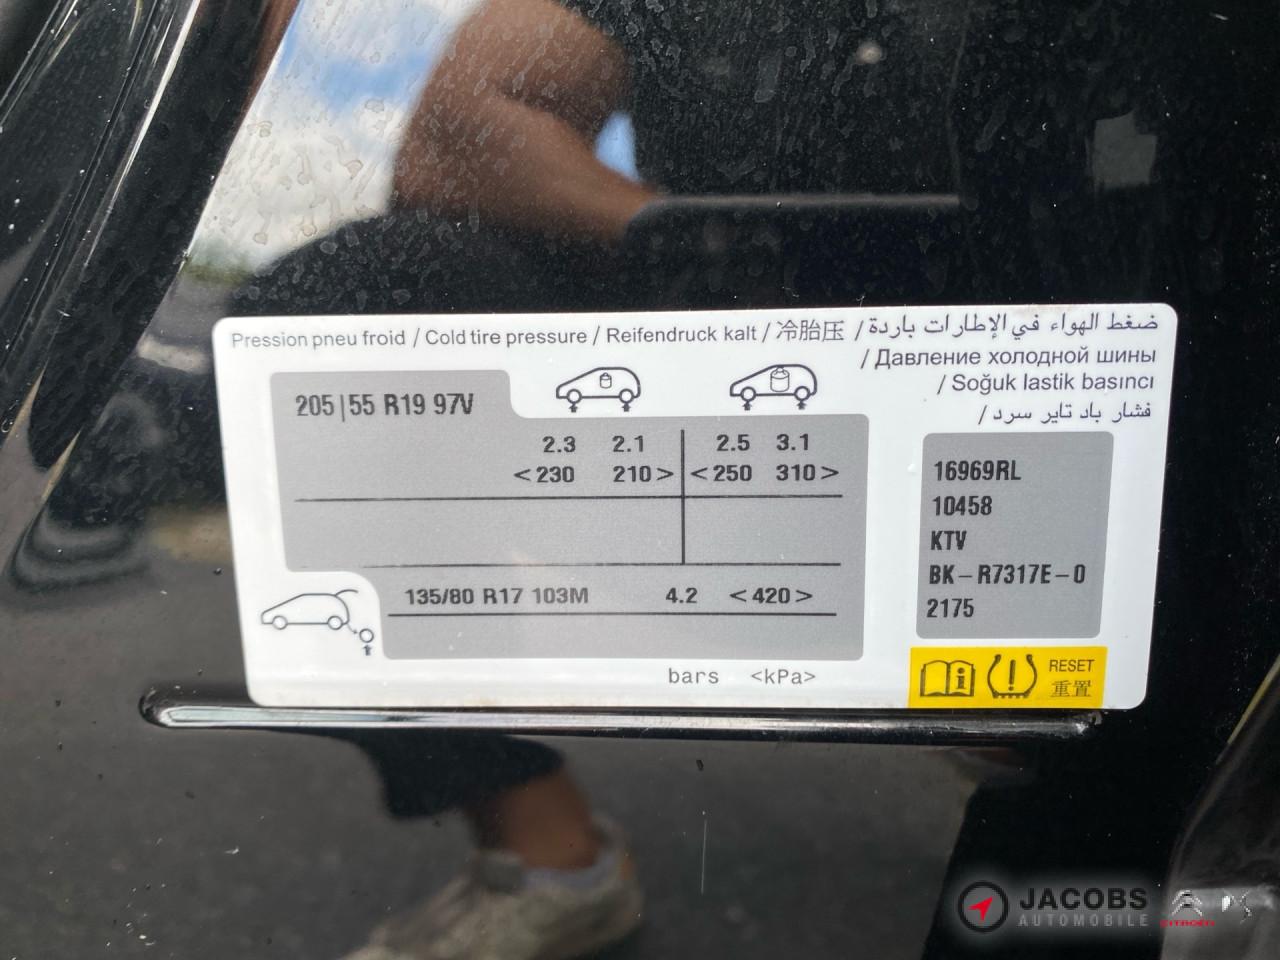 Pression pneu froid / Cold tire pressure / Reifendruck kalt / 冷胎压 / ضغط الهواء في الإطارات باردة
/ Давление холодной шины
/ Soğuk lastik basıncı
/ فشار باد تایر سرد
205|55 R19 97V
2.3 2.1 2.5 3.1
<230 210> <250 310>
135/80 R17 103M 4.2 <420>
bars <kPa>
16969RL
10458
KTV
BK-R7317E-0
2175
RESET
重置
JACOBS
AUTOMOBILE
CITROËN